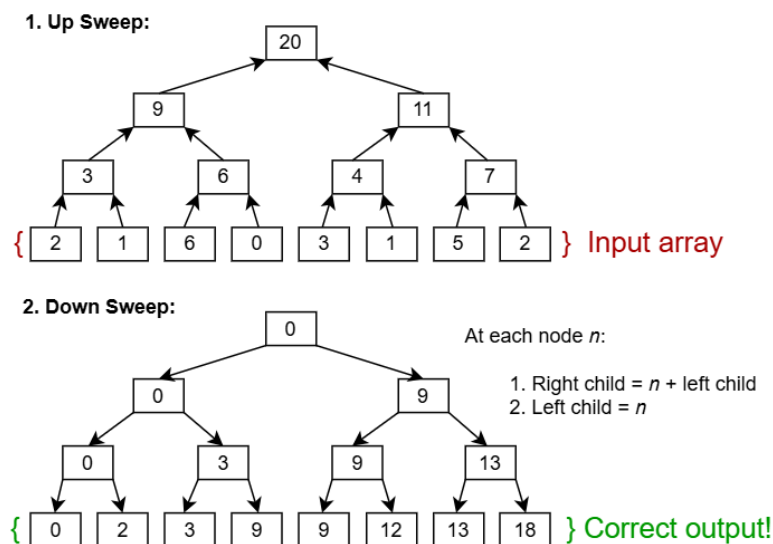 1. Up Sweep:
20
9 11
3 6 4 7
{ 2 1 6 0 3 1 5 2 } Input array
2. Down Sweep:
0
At each node n:
1. Right child = n + left child
2. Left child = n
0 9
0 3 9 13
{ 0 2 3 9 9 12 13 18 } Correct output!